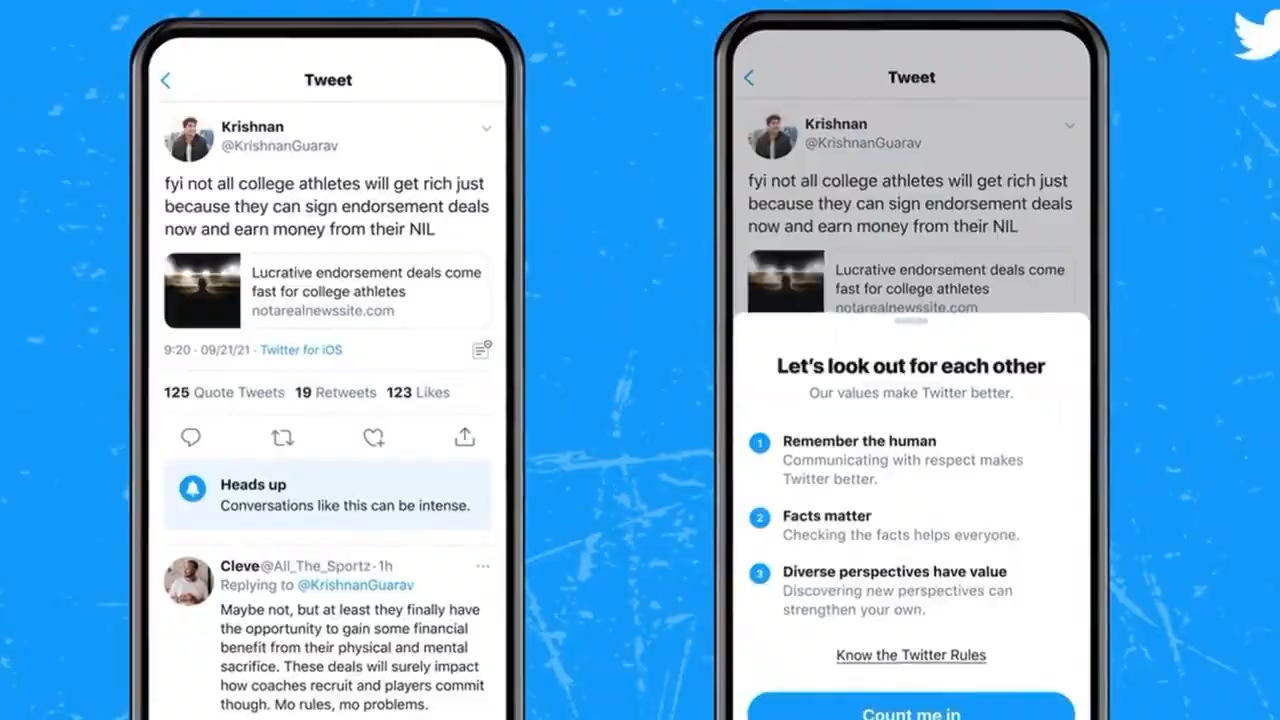 Tweet
Krishnan
@KrishnanGuarav
fyi not all college athletes will get rich just
because they can sign endorsement deals
now and earn money from their NIL
Lucrative endorsement deals come
fast for college athletes
notarealnewssite.com
9:20 · 09/21/21 · Twitter for iOS
125 Quote Tweets 19 Retweets 123 Likes
Heads up
Conversations like this can be intense.
Cleve@All_The_Sportz·1h
Replying to @KrishnanGuarav
Maybe not, but at least they finally have
the opportunity to gain some financial
benefit from their physical and mental
sacrifice. These deals will surely impact
how coaches recruit and players commit
though. Mo rules, mo problems.
Tweet
Krishnan
@KrishnanGuarav
fyi not all college athletes will get rich just
because they can sign endorsement deals
now and earn money from their NIL
Lucrative endorsement deals come
fast for college athletes
notarealnewssite.com
Let's look out for each other
Our values make Twitter better.
1 Remember the human
Communicating with respect makes
Twitter better.
2 Facts matter
Checking the facts helps everyone.
3 Diverse perspectives have value
Discovering new perspectives can
strengthen your own.
Know the Twitter Rules
Count me in